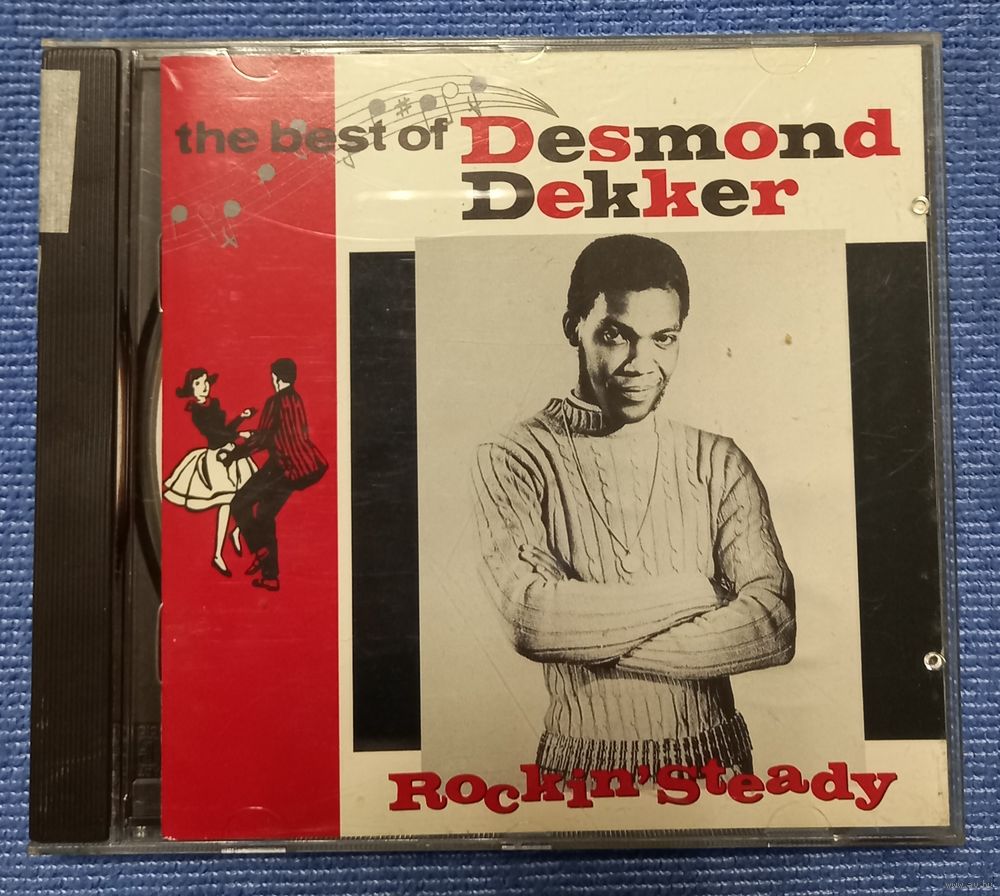 the best of Desmond
Dekker
Rockin' Steady